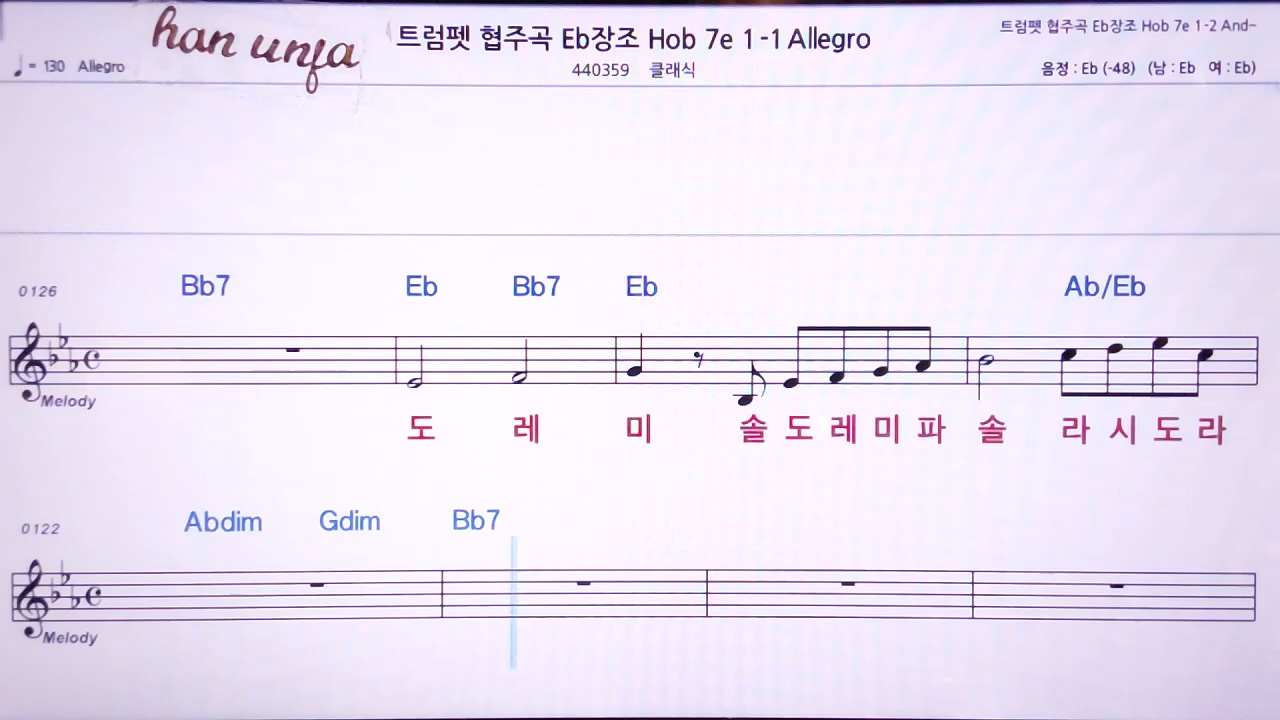 han unfa
트럼펫 협주곡 Eb장조 Hob 7e 1-1 Allegro
트럼펫 협주곡 Eb장조 Hob 7e 1-2 And~
♩= 130 Allegro
440359 클래식
음정 : Eb (-48) (남 : Eb 여 : Eb)
0126 Bb7 Eb Bb7 Eb Ab/Eb
Melody
도 레 미 솔 도 레 미 파 솔 라 시 도 라
0122 Abdim Gdim Bb7
Melody